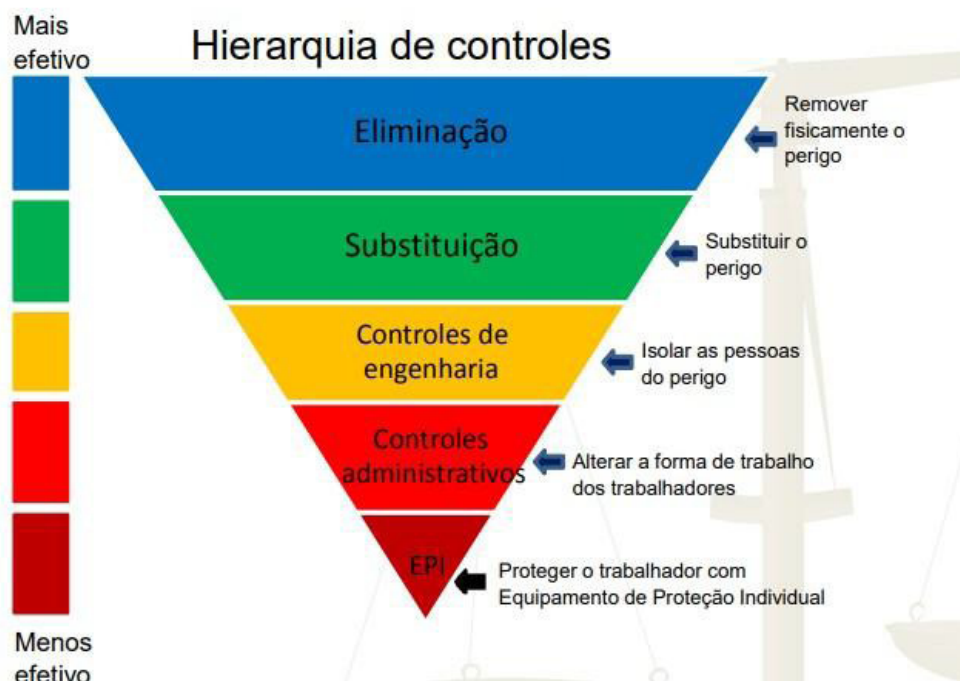 Mais
efetivo
Hierarquia de controles
Eliminação
Remover
fisicamente o
perigo
Substituição
Substituir o
perigo
Controles de
engenharia
Isolar as pessoas
do perigo
Controles
administrativos
Alterar a forma de trabalho
dos trabalhadores
EPI
Proteger o trabalhador com
Equipamento de Proteção Individual
Menos
efetivo